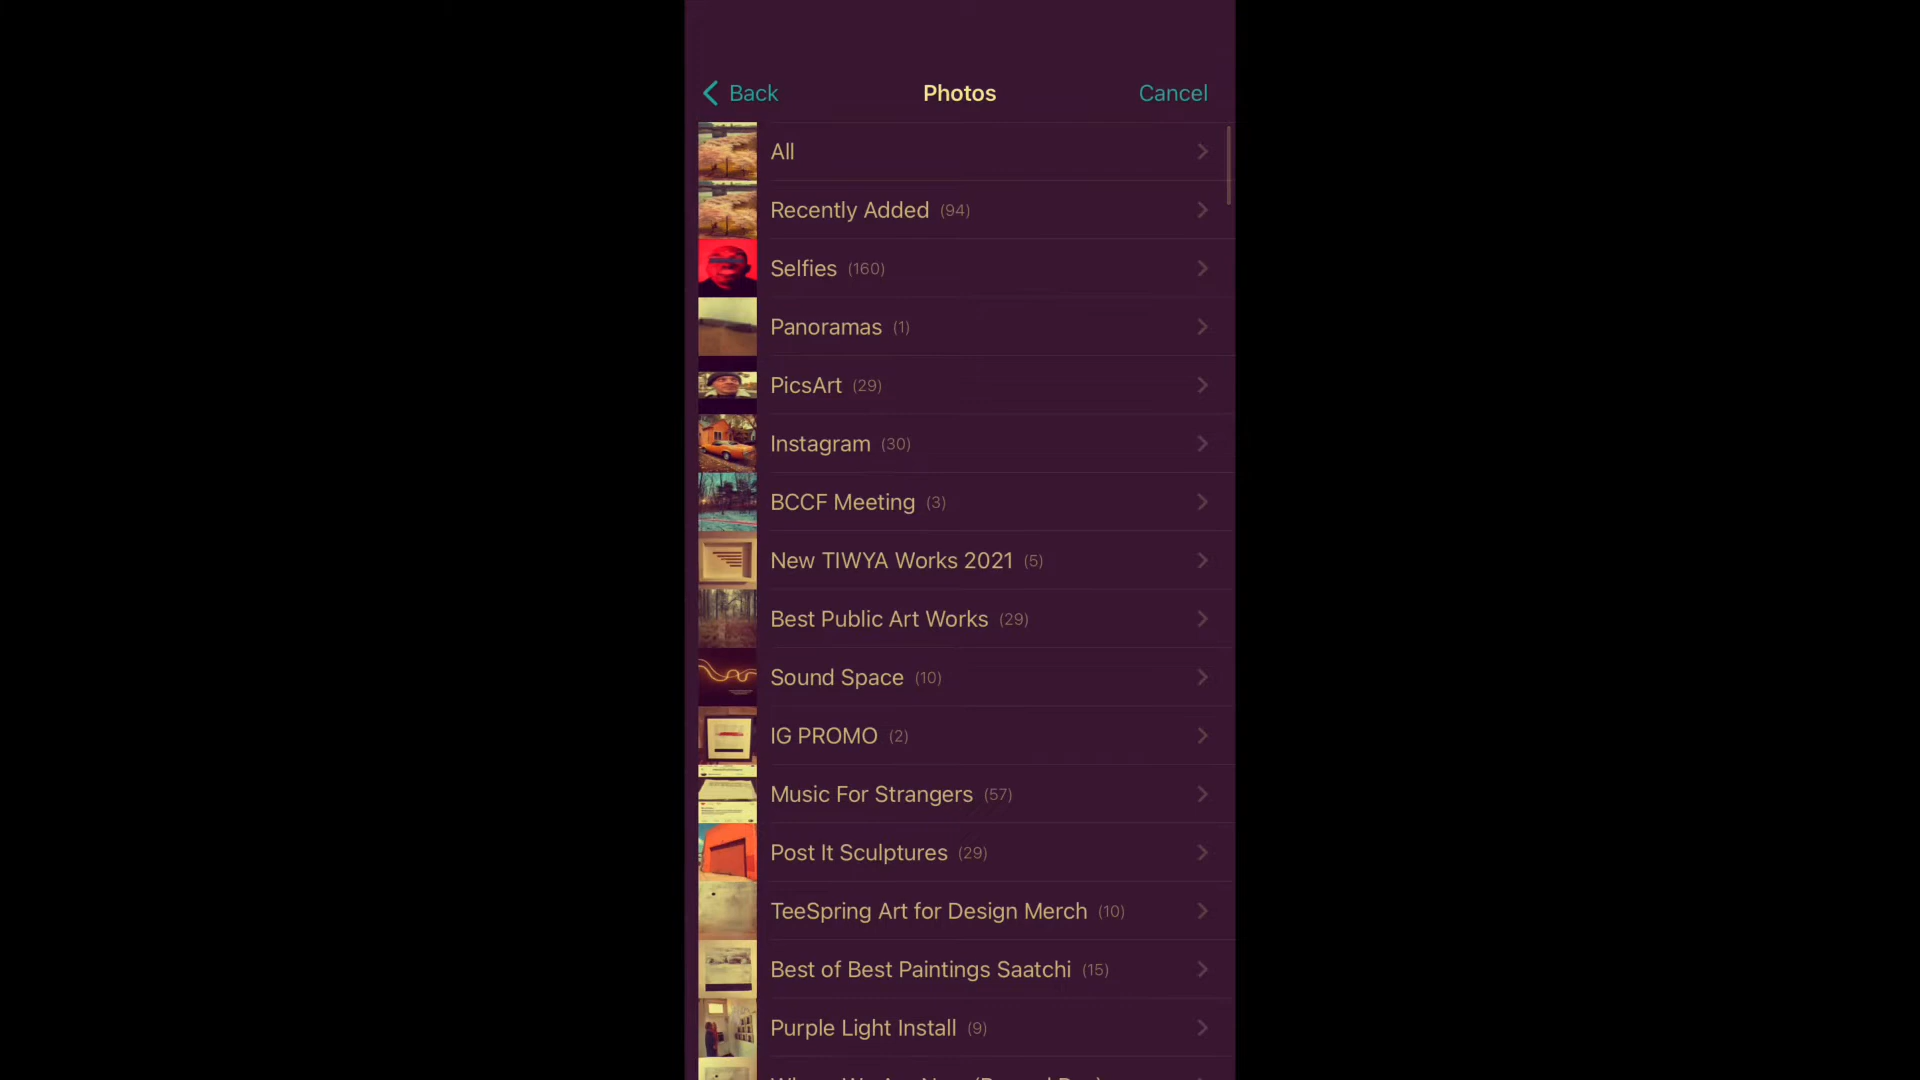 Back Photos Cancel
All
Recently Added (94)
Selfies (160)
Panoramas (1)
PicsArt (29)
Instagram (30)
BCCF Meeting (3)
New TIWYA Works 2021 (5)
Best Public Art Works (29)
Sound Space (10)
IG PROMO (2)
Music For Strangers (57)
Post It Sculptures (29)
TeeSpring Art for Design Merch (10)
Best of Best Paintings Saatchi (15)
Purple Light Install (9)